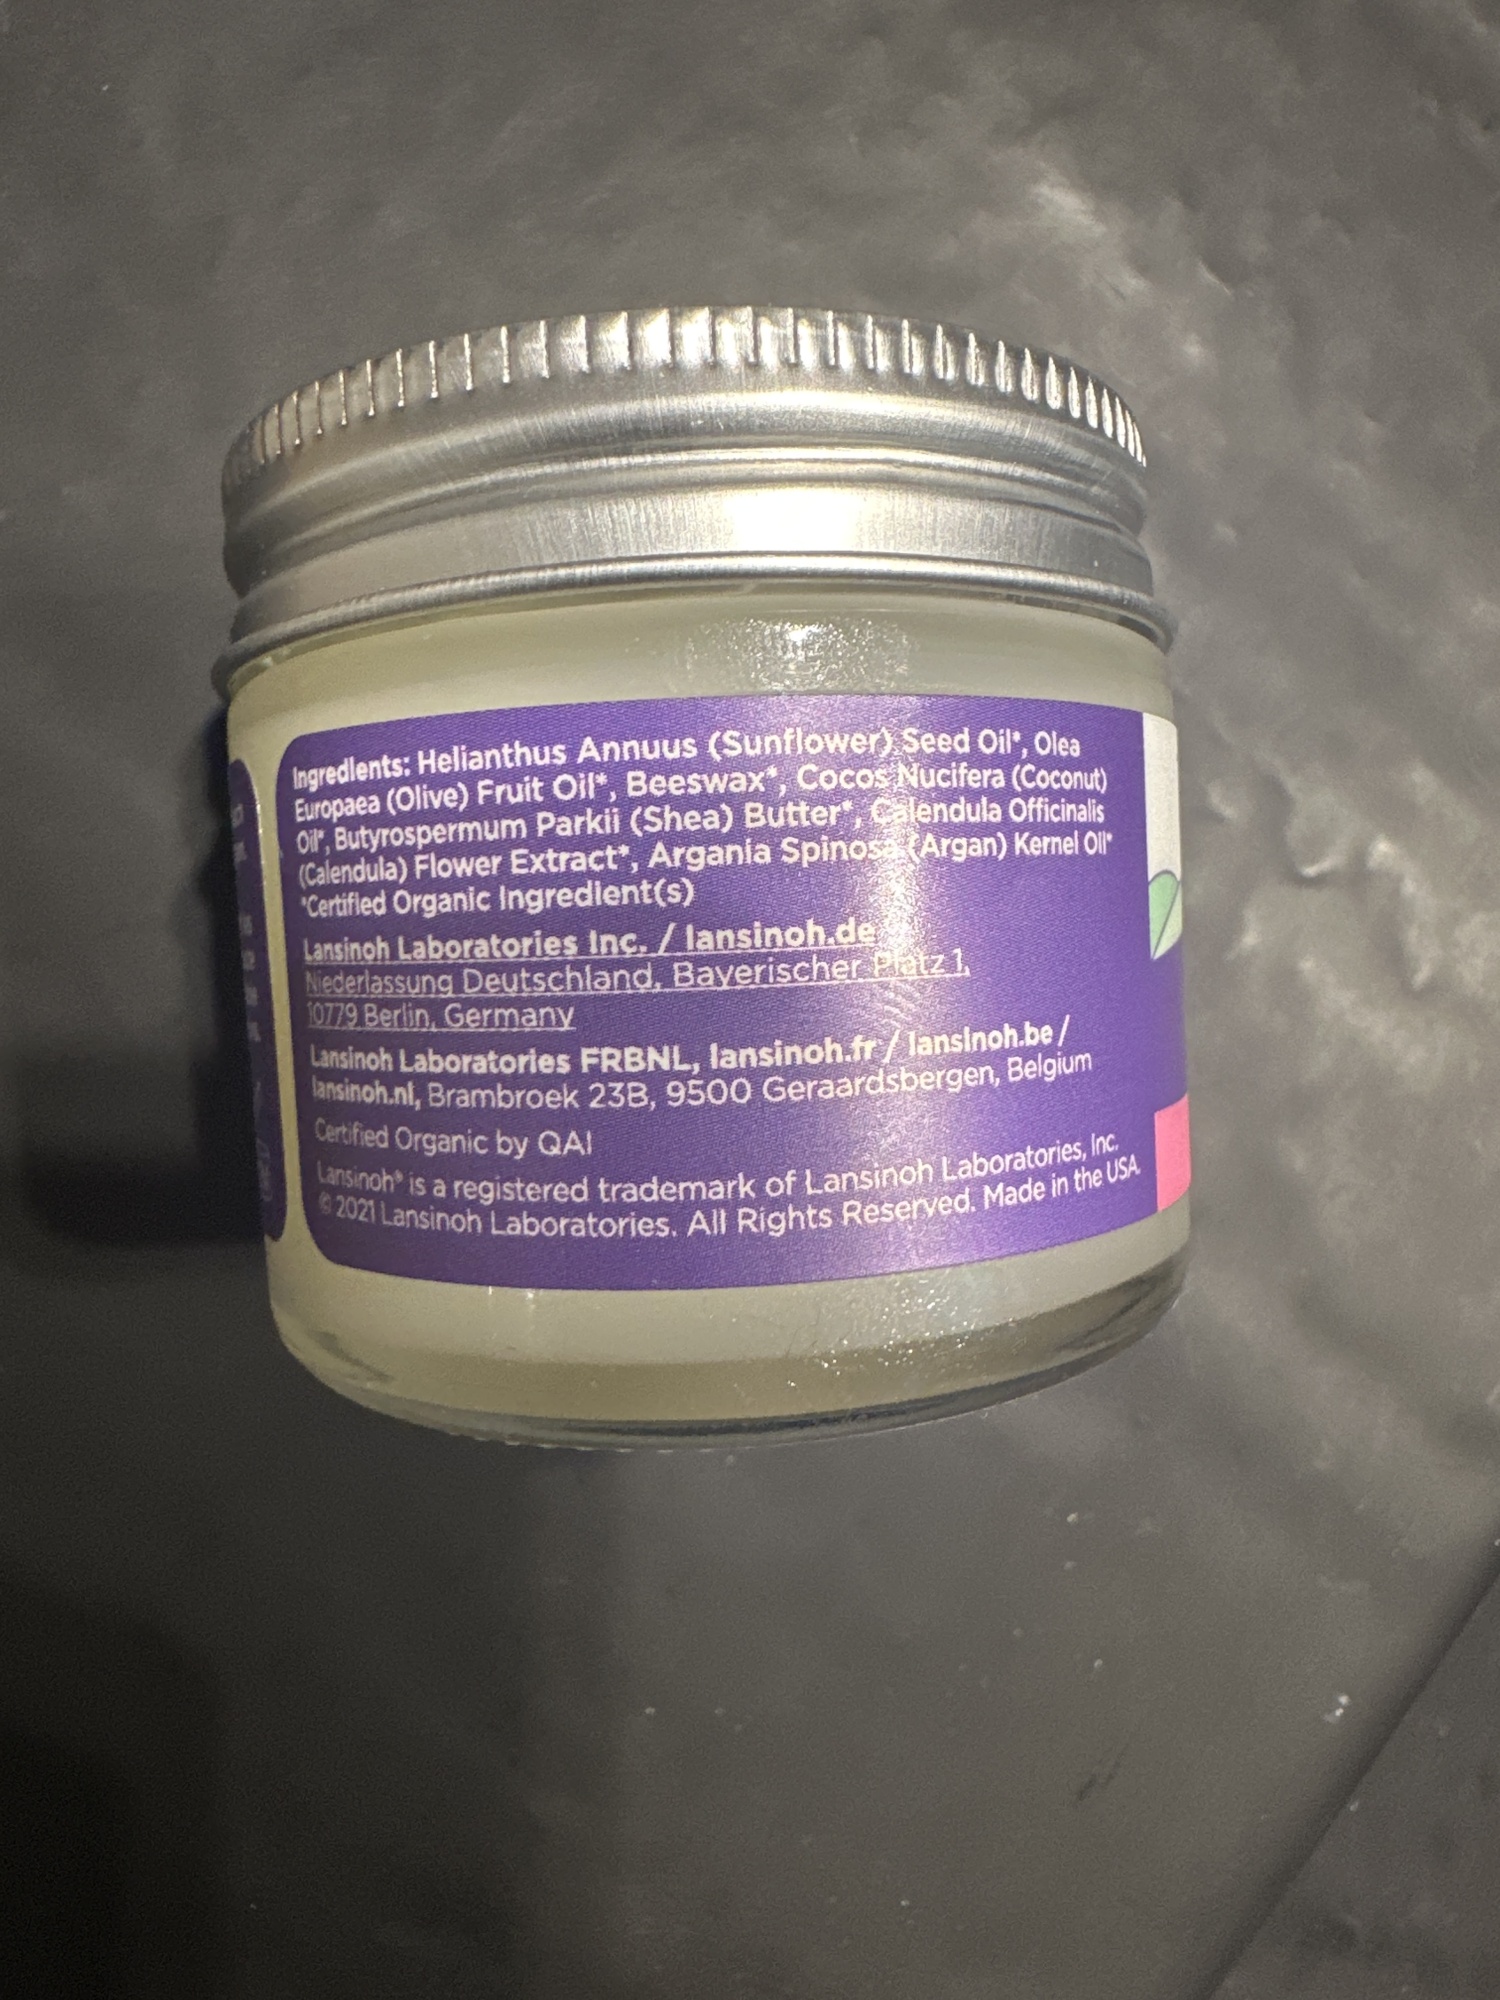 Ingredients: Helianthus Annuus (Sunflower) Seed Oil*, Olea
Europaea (Olive) Fruit Oil*, Beeswax*, Cocos Nucifera (Coconut)
Oil*, Butyrospermum Parkii (Shea) Butter*, Calendula Officinalis
(Calendula) Flower Extract*, Argania Spinosa (Argan) Kernel Oil*
*Certified Organic Ingredient(s)
Lansinoh Laboratories Inc. / lansinoh.de
Niederlassung Deutschland, Bayerischer Platz 1,
10779 Berlin, Germany
Lansinoh Laboratories FRBNL, lansinoh.fr / lansinoh.be /
lansinoh.nl, Brambroek 23B, 9500 Geraardsbergen, Belgium
Certified Organic by QAI
Lansinoh® is a registered trademark of Lansinoh Laboratories, Inc.
© 2021 Lansinoh Laboratories. All Rights Reserved. Made in the USA.